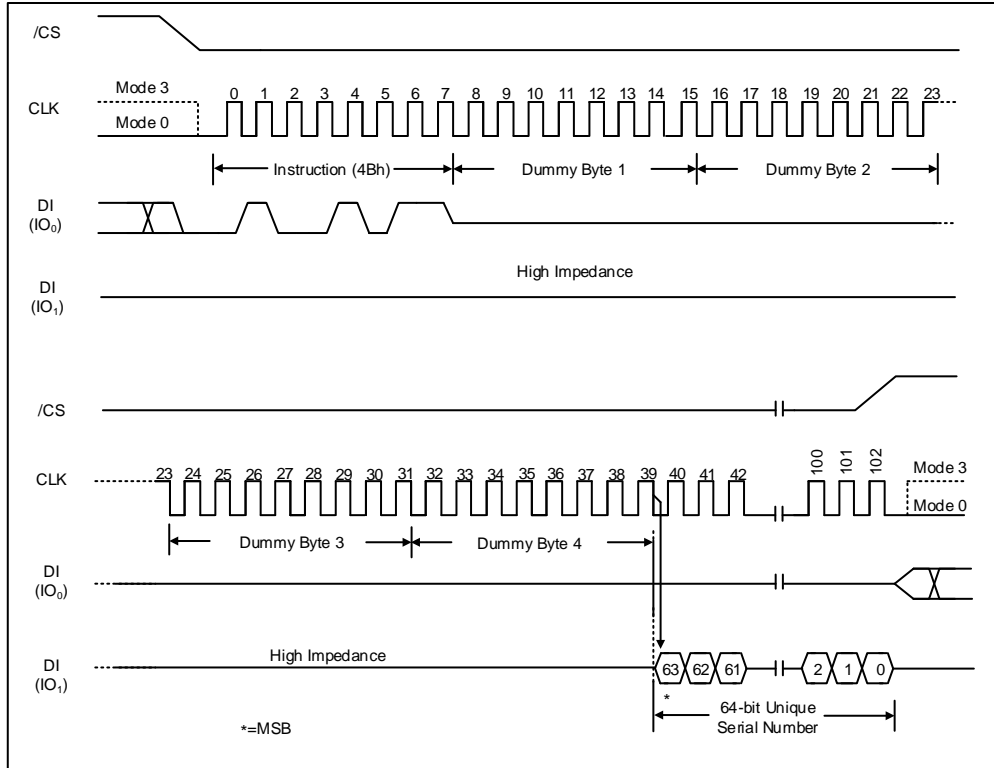 /CS
Mode 3
CLK
Mode 0
0 1 2 3 4 5 6 7 8 9 10 11 12 13 14 15 16 17 18 19 20 21 22 23
Instruction (4Bh)
Dummy Byte 1
Dummy Byte 2
DI
(IO₀)
High Impedance
DI
(IO₁)
/CS
CLK
23 24 25 26 27 28 29 30 31 32 33 34 35 36 37 38 39 40 41 42
100 101 102
Mode 3
Mode 0
Dummy Byte 3
Dummy Byte 4
DI
(IO₀)
High Impedance
DI
(IO₁)
63 62 61 2 1 0
*
64-bit Unique
Serial Number
*=MSB